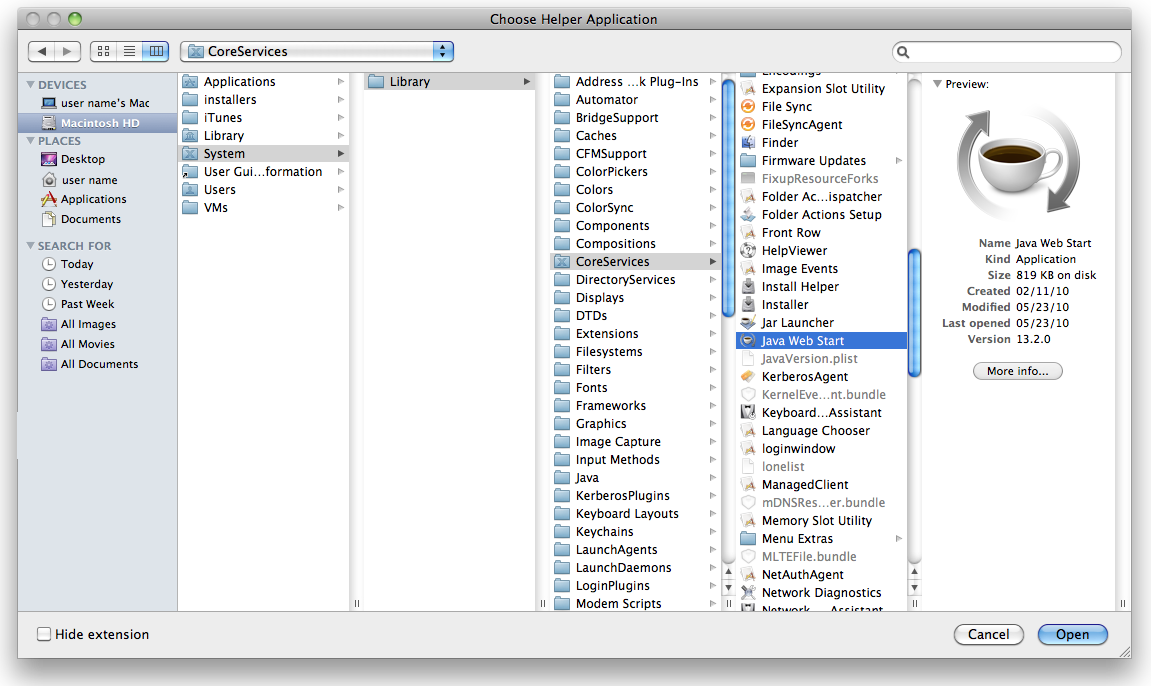 Choose Helper Application
CoreServices
DEVICES
user name's Mac
Macintosh HD
PLACES
Desktop
user name
Applications
Documents
SEARCH FOR
Today
Yesterday
Past Week
All Images
All Movies
All Documents
Applications
installers
iTunes
Library
System
User Gui...formation
Users
VMs
Library
Address ...k Plug-Ins
Automator
BridgeSupport
Caches
CFMSupport
ColorPickers
Colors
ColorSync
Components
Compositions
CoreServices
DirectoryServices
Displays
DTDs
Extensions
Filesystems
Filters
Fonts
Frameworks
Graphics
Image Capture
Input Methods
Java
KerberosPlugins
Keyboard Layouts
Keychains
LaunchAgents
LaunchDaemons
LoginPlugins
Modem Scripts
Encodings
Expansion Slot Utility
File Sync
FileSyncAgent
Finder
Firmware Updates
FixupResourceForks
Folder Ac...ispatcher
Folder Actions Setup
Front Row
HelpViewer
Image Events
Install Helper
Installer
Jar Launcher
Java Web Start
JavaVersion.plist
KerberosAgent
KernelEve...nt.bundle
Keyboard...Assistant
Language Chooser
loginwindow
lonelist
ManagedClient
mDNSRes...er.bundle
Memory Slot Utility
Menu Extras
MLTEFile.bundle
NetAuthAgent
Network Diagnostics
Network ... Assistant
Preview:
Name Java Web Start
Kind Application
Size 819 KB on disk
Created 02/11/10
Modified 05/23/10
Last opened 05/23/10
Version 13.2.0
More info...
Hide extension
Cancel
Open